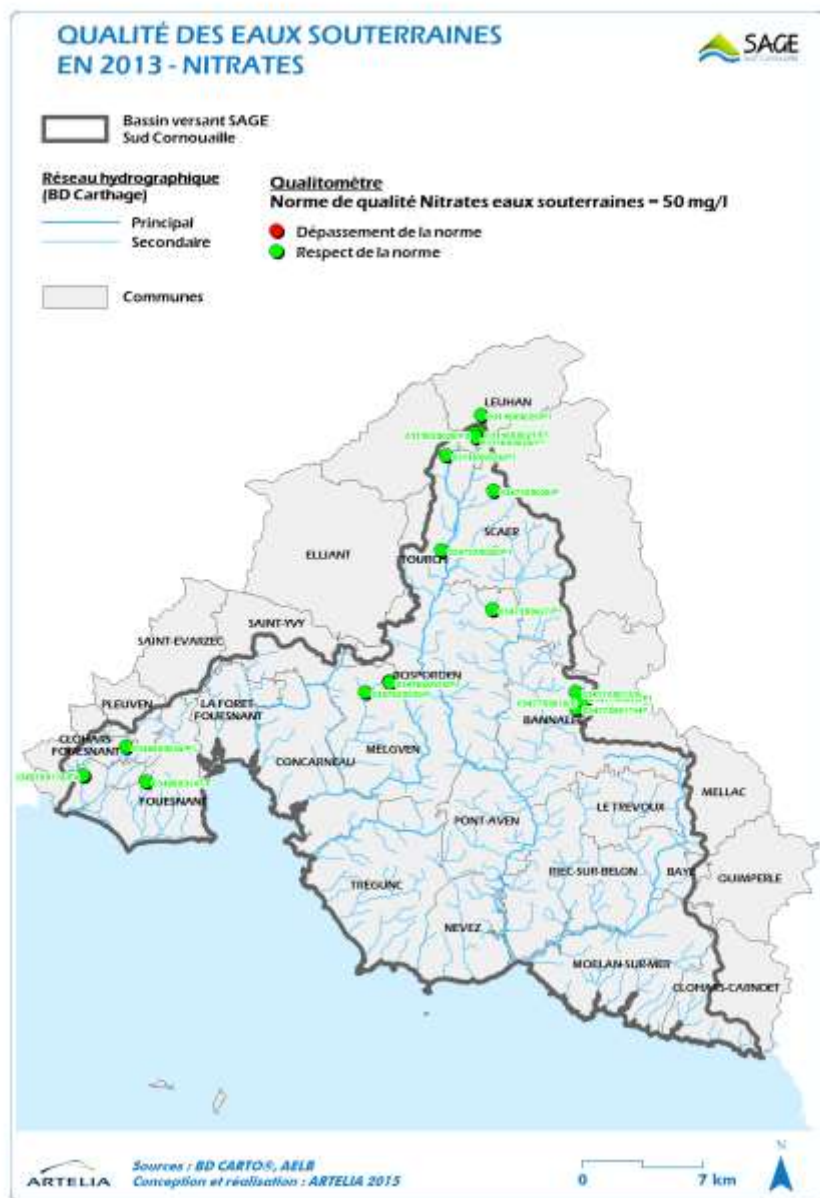 QUALITÉ DES EAUX SOUTERRAINES
EN 2013 - NITRATES
SAGE
Bassin versant SAGE
Sud Cornouaille
Réseau hydrographique
(BD Carthage)
Principal
Secondaire
Communes
Qualitomètre
Norme de qualité Nitrates eaux souterraines = 50 mg/l
Dépassement de la norme
Respect de la norme
LEUHAN
SCAER
ELLIANT
TOURCH
SAINT-YVY
SAINT-EVARZEC
ROSPORDEN
PLEUVEN
LA FORET-
FOUESNANT
BANNALEC
CLOHARS-
FOUESNANT
CONCARNEAU
MELGVEN
MELLAC
FOUESNANT
LE TREVOUX
PONT-AVEN
RIEC-SUR-BELON
BAYE
QUIMPERLE
TREGUNC
NEVEZ
MOELAN-SUR-MER
CLOHARS-CARNOET
ARTELIA
Sources : BD CARTO®, AELB
Conception et réalisation : ARTELIA 2015
0 7 km
N